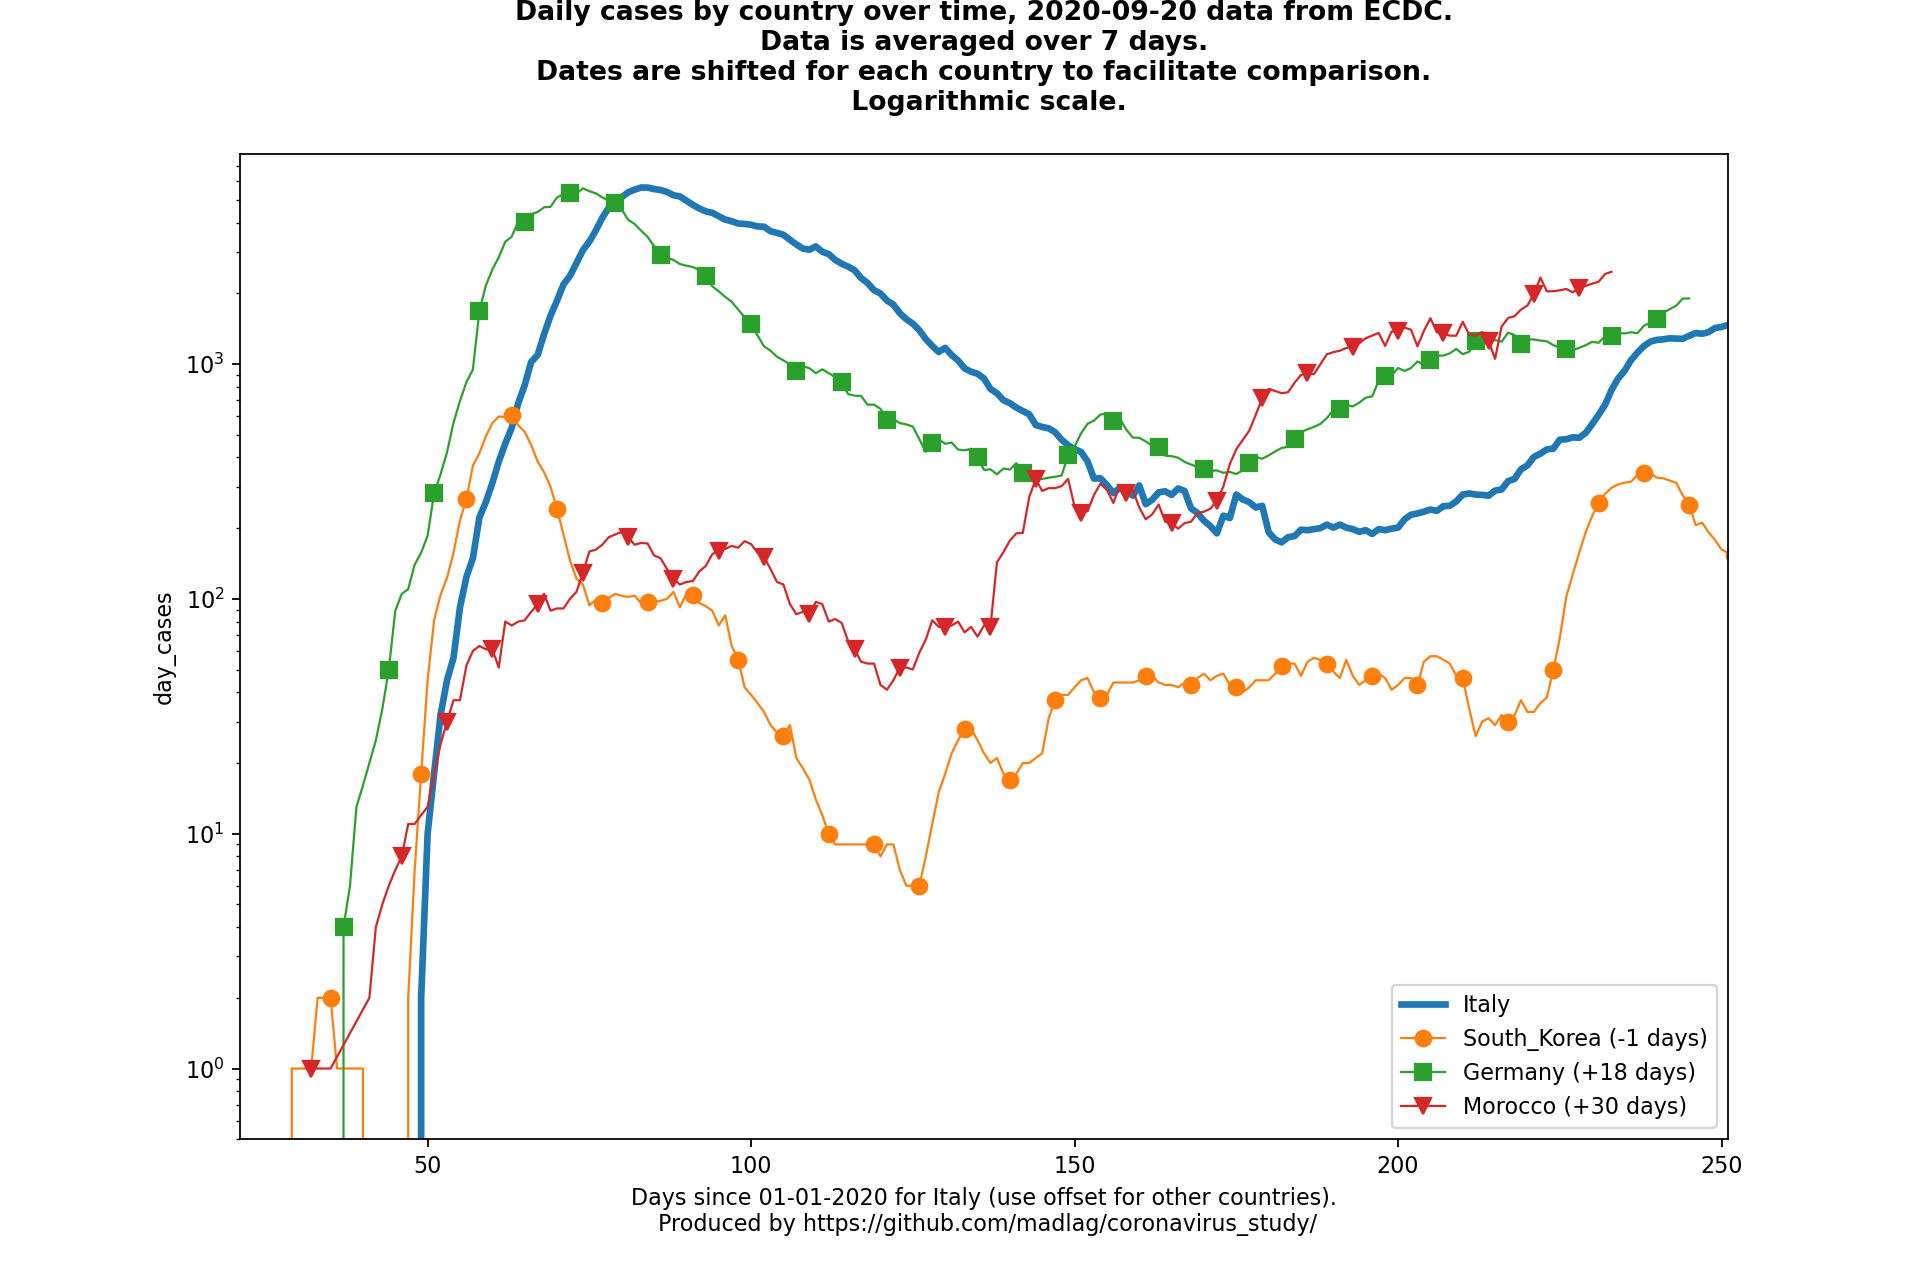 Daily cases by country over time, 2020-09-20 data from ECDC.
Data is averaged over 7 days.
Dates are shifted for each country to facilitate comparison.
Logarithmic scale.
day_cases
10³
10²
10¹
10⁰
Italy
South_Korea (-1 days)
Germany (+18 days)
Morocco (+30 days)
50 100 150 200 250
Days since 01-01-2020 for Italy (use offset for other countries).
Produced by https://github.com/madlag/coronavirus_study/